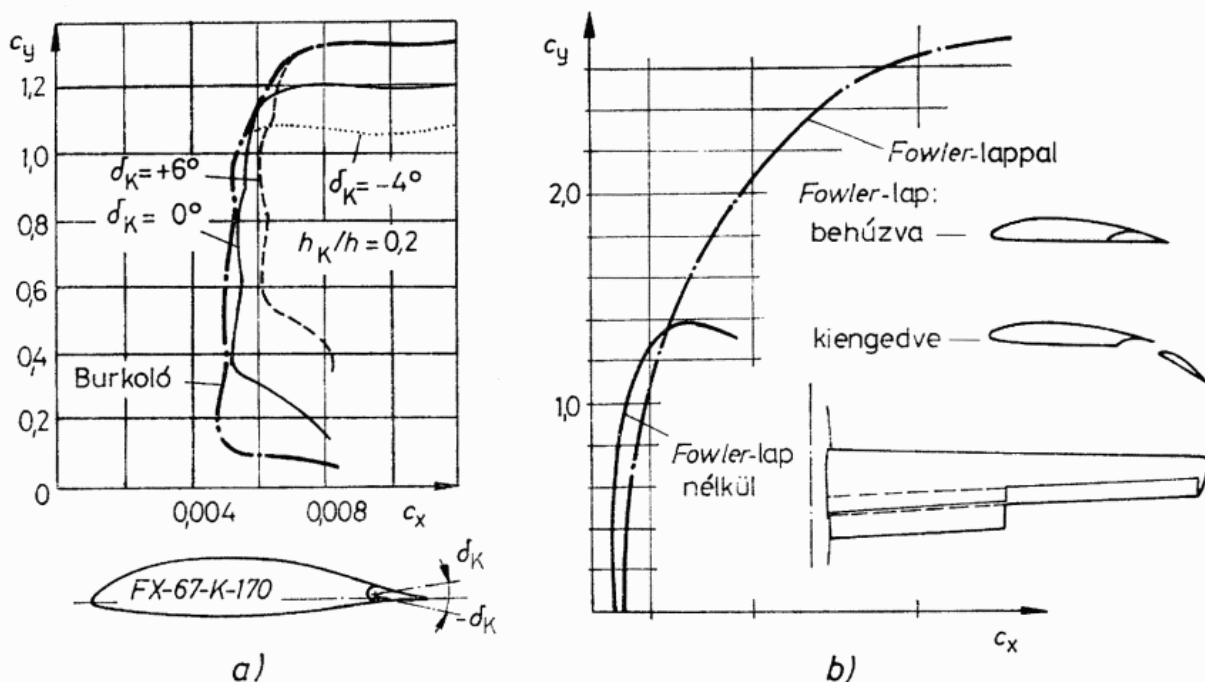 c_y
1,2
1,0
0,8
0,6
0,4
0,2
0
0,004
0,008
c_x
δ_K=+6°
δ_K= 0°
δ_K=-4°
h_K/h = 0,2
Burkoló
FX-67-K-170
δ_K
-δ_K
a)
c_y
2,0
1,0
Fowler-lappal
Fowler-lap:
behúzva
kiengedve
Fowler-lap
nélkül
c_x
b)